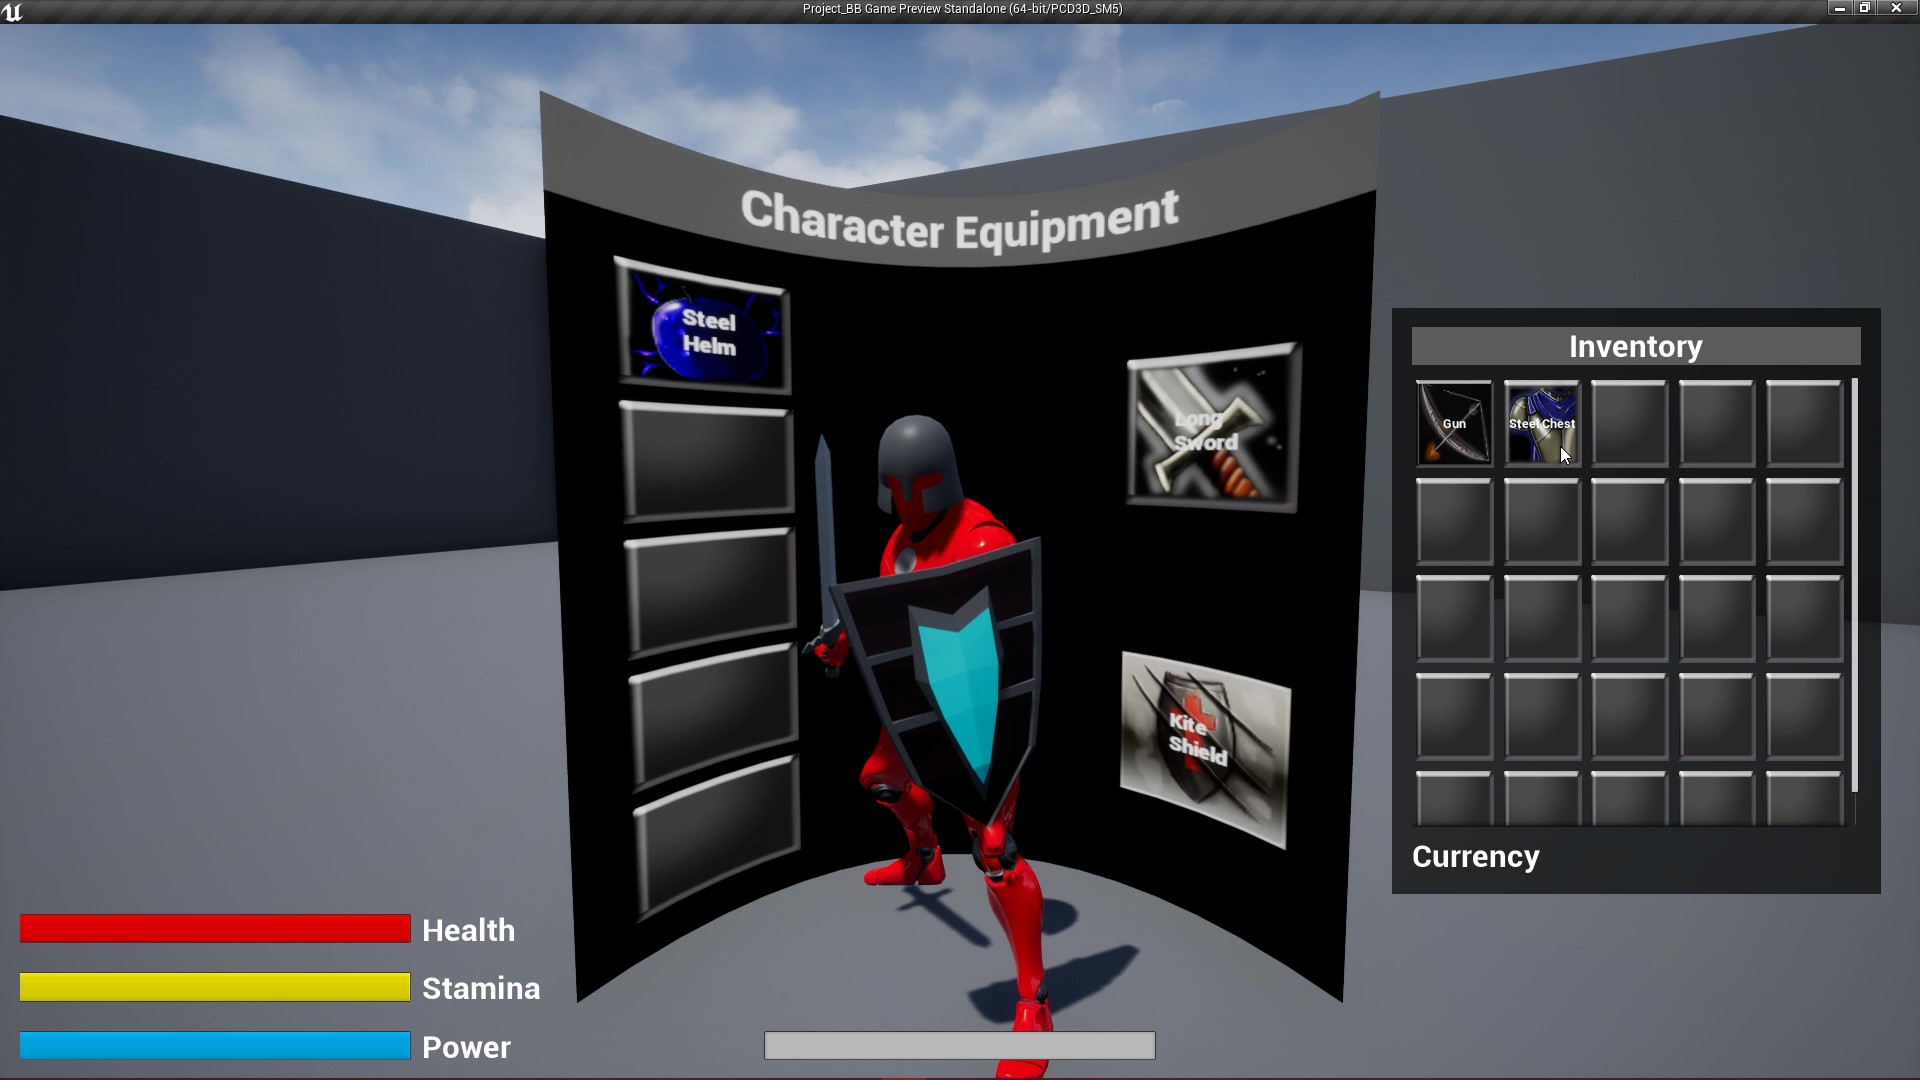 Project_BB Game Preview Standalone (64-bit/PCD3D_SM5)
Character Equipment
Steel
Helm
Long
Sword
Kite
Shield
Inventory
Gun
Steel Chest
Currency
Health
Stamina
Power